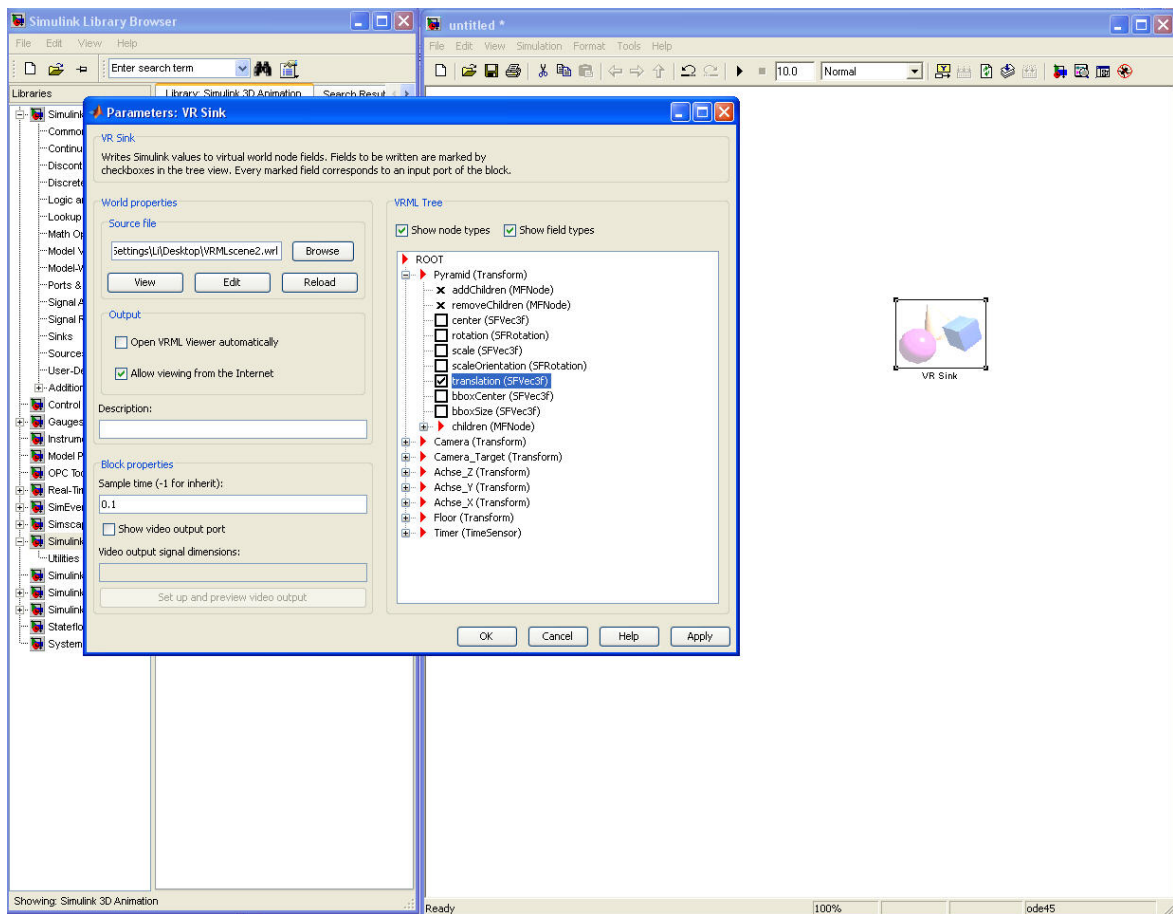 Simulink Library Browser
File Edit View Help
Enter search term
Libraries
Library: Simulink 3D Animation
Search Resul
Simulink
Commo
Continu
Discont
Discrete
Logic a
Lookup
Math Op
Model V
Model-W
Ports &
Signal A
Signal R
Sinks
Source
User-De
Addition
Control
Gauges
Instrum
Model P
OPC Too
Real-Tim
SimEver
Simscap
Simulink
Utilities
Simulink
Simulink
Simulink
Stateflo
System
Showing: Simulink 3D Animation
Parameters: VR Sink
VR Sink
Writes Simulink values to virtual world node fields. Fields to be written are marked by
checkboxes in the tree view. Every marked field corresponds to an input port of the block.
World properties
Source file
Settings\Li\Desktop\VRMLscene2.wrl
Browse
View Edit Reload
Output
Open VRML Viewer automatically
Allow viewing from the Internet
Description:
Block properties
Sample time (-1 for inherit):
0.1
Show video output port
Video output signal dimensions:
Set up and preview video output
VRML Tree
Show node types Show field types
ROOT
Pyramid (Transform)
addChildren (MFNode)
removeChildren (MFNode)
center (SFVec3f)
rotation (SFRotation)
scale (SFVec3f)
scaleOrientation (SFRotation)
translation (SFVec3f)
bboxCenter (SFVec3f)
bboxSize (SFVec3f)
children (MFNode)
Camera (Transform)
Camera_Target (Transform)
Achse_Z (Transform)
Achse_Y (Transform)
Achse_X (Transform)
Floor (Transform)
Timer (TimeSensor)
OK Cancel Help Apply
untitled *
File Edit View Simulation Format Tools Help
10.0 Normal
VR Sink
Ready 100% ode45